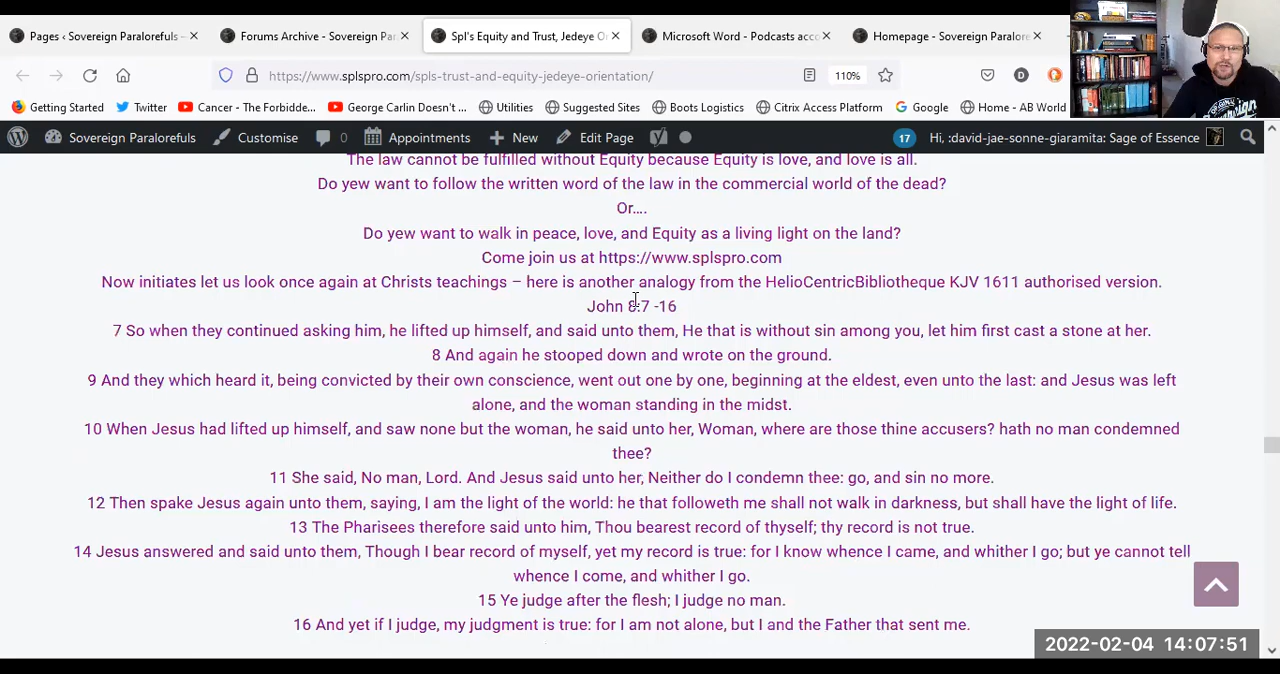 Pages ‹ Sovereign Paralorefuls –
Forums Archive - Sovereign Par
Spl's Equity and Trust, Jedeye O
Microsoft Word - Podcasts acc
Homepage - Sovereign Paralore
https://www.splspro.com/spls-trust-and-equity-jedeye-orientation/
110%
Getting Started
Twitter
Cancer - The Forbidde...
George Carlin Doesn't ...
Utilities
Suggested Sites
Boots Logistics
Citrix Access Platform
Google
Home - AB World
Sovereign Paralorefuls
Customise
0
Appointments
New
Edit Page
17
Hi, :david-jae-sonne-giaramita: Sage of Essence
The law cannot be fulfilled without Equity because Equity is love, and love is all.
Do yew want to follow the written word of the law in the commercial world of the dead?
Or....
Do yew want to walk in peace, love, and Equity as a living light on the land?
Come join us at https://www.splspro.com
Now initiates let us look once again at Christs teachings – here is another analogy from the HelioCentricBibliotheque KJV 1611 authorised version.
John 8:7 -16
7 So when they continued asking him, he lifted up himself, and said unto them, He that is without sin among you, let him first cast a stone at her.
8 And again he stooped down and wrote on the ground.
9 And they which heard it, being convicted by their own conscience, went out one by one, beginning at the eldest, even unto the last: and Jesus was left
alone, and the woman standing in the midst.
10 When Jesus had lifted up himself, and saw none but the woman, he said unto her, Woman, where are those thine accusers? hath no man condemned
thee?
11 She said, No man, Lord. And Jesus said unto her, Neither do I condemn thee: go, and sin no more.
12 Then spake Jesus again unto them, saying, I am the light of the world: he that followeth me shall not walk in darkness, but shall have the light of life.
13 The Pharisees therefore said unto him, Thou bearest record of thyself; thy record is not true.
14 Jesus answered and said unto them, Though I bear record of myself, yet my record is true: for I know whence I came, and whither I go; but ye cannot tell
whence I come, and whither I go.
15 Ye judge after the flesh; I judge no man.
16 And yet if I judge, my judgment is true: for I am not alone, but I and the Father that sent me.
2022-02-04 14:07:51